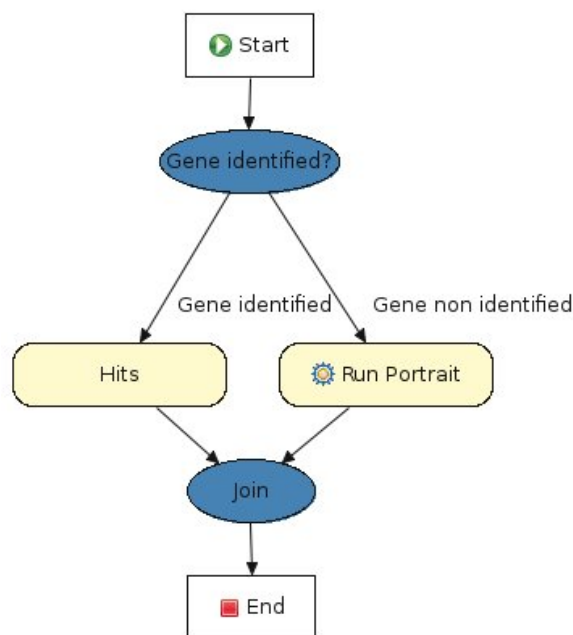 Start
Gene identified?
Gene identified
Gene non identified
Hits
Run Portrait
Join
End